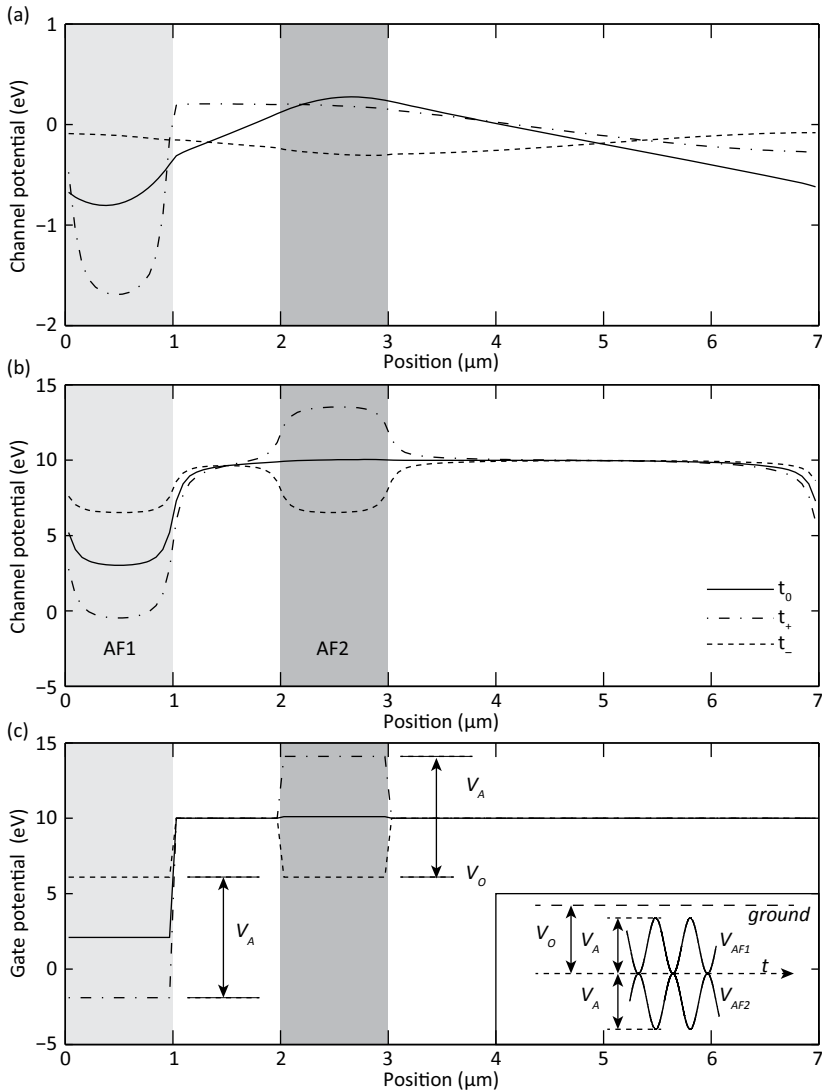 (a)
1
0
−1
−2
Channel potential (eV)
0 1 2 3 4 5 6 7
Position (µm)
(b)
15
10
5
0
−5
Channel potential (eV)
AF1
AF2
t0
t+
t−
0 1 2 3 4 5 6 7
Position (µm)
(c)
15
10
5
0
−5
Gate potential (eV)
VA
VO
VA
ground
VO
VA
VAF1
t
VA
VAF2
0 1 2 3 4 5 6 7
Position (µm)